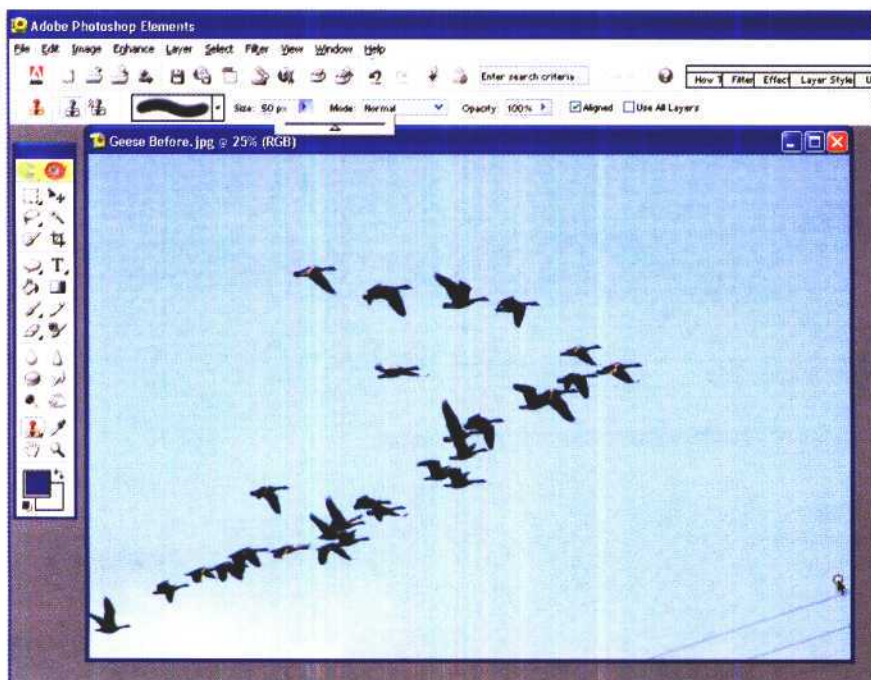 Adobe Photoshop Elements
File Edit Image Enhance Layer Select Filter View Window Help
Enter search criteria How T Filter Effect Layer Style
Size: 50 px Mode: Normal Opacity: 100% Aligned Use All Layers
Geese Before.jpg @ 25% (RGB)
T